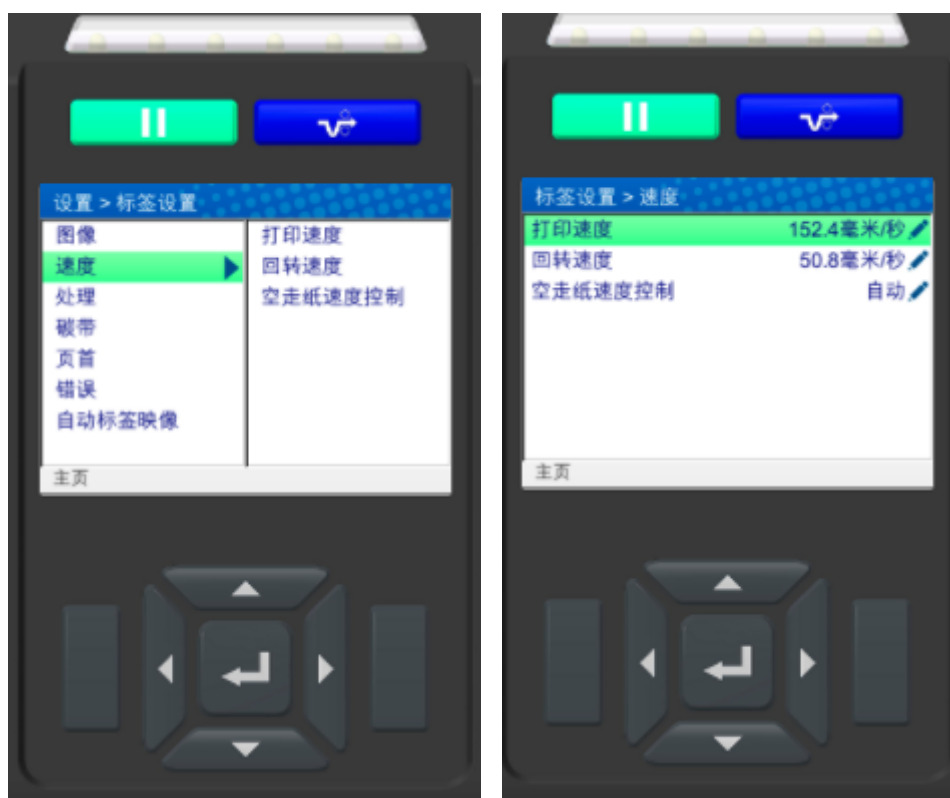 设置 > 标签设置
图像
速度
处理
碳带
页首
错误
自动标签映像
打印速度
回转速度
空走纸速度控制
主页
标签设置 > 速度
打印速度 152.4毫米/秒
回转速度 50.8毫米/秒
空走纸速度控制 自动
主页